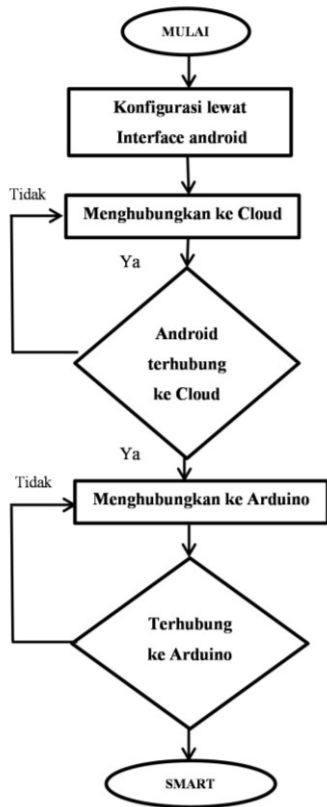 MULAI
Konfigurasi lewat
Interface android
Tidak
Menghubungkan ke Cloud
Ya
Android
terhubung
ke Cloud
Ya
Tidak
Menghubungkan ke Arduino
Terhubung
ke Arduino
SMART